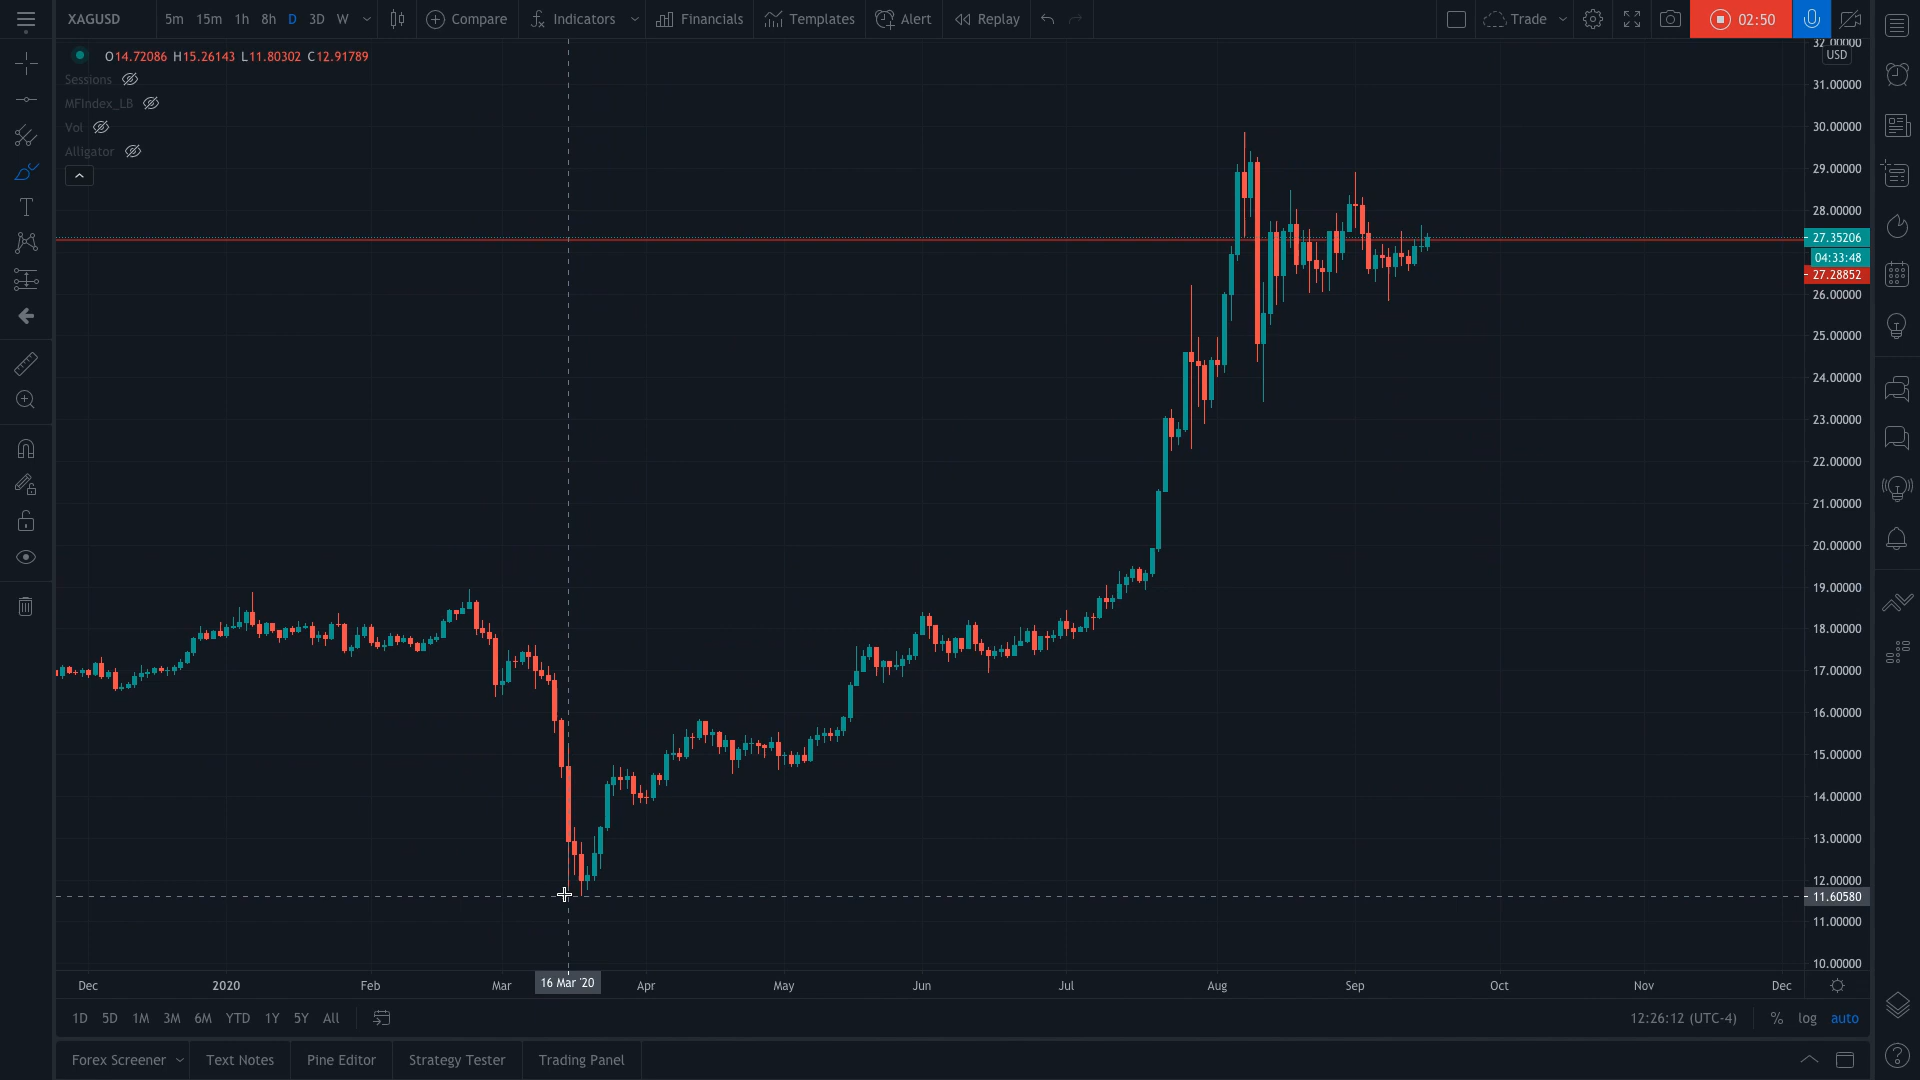 XAGUSD 5m 15m 1h 8h D 3D W Compare Indicators Financials Templates Alert Replay Trade 02:50
O14.72086 H15.26143 L11.80302 C12.91789
Sessions
MFIndex_LB
Vol
Alligator
32.00000
USD
31.00000
30.00000
29.00000
28.00000
27.35206
04:33:48
27.28852
26.00000
25.00000
24.00000
23.00000
22.00000
21.00000
20.00000
19.00000
18.00000
17.00000
16.00000
15.00000
14.00000
13.00000
12.00000
11.60580
11.00000
10.00000
Dec 2020 Feb Mar 16 Mar '20 Apr May Jun Jul Aug Sep Oct Nov Dec
1D 5D 1M 3M 6M YTD 1Y 5Y All 12:26:12 (UTC-4) % log auto
Forex Screener Text Notes Pine Editor Strategy Tester Trading Panel